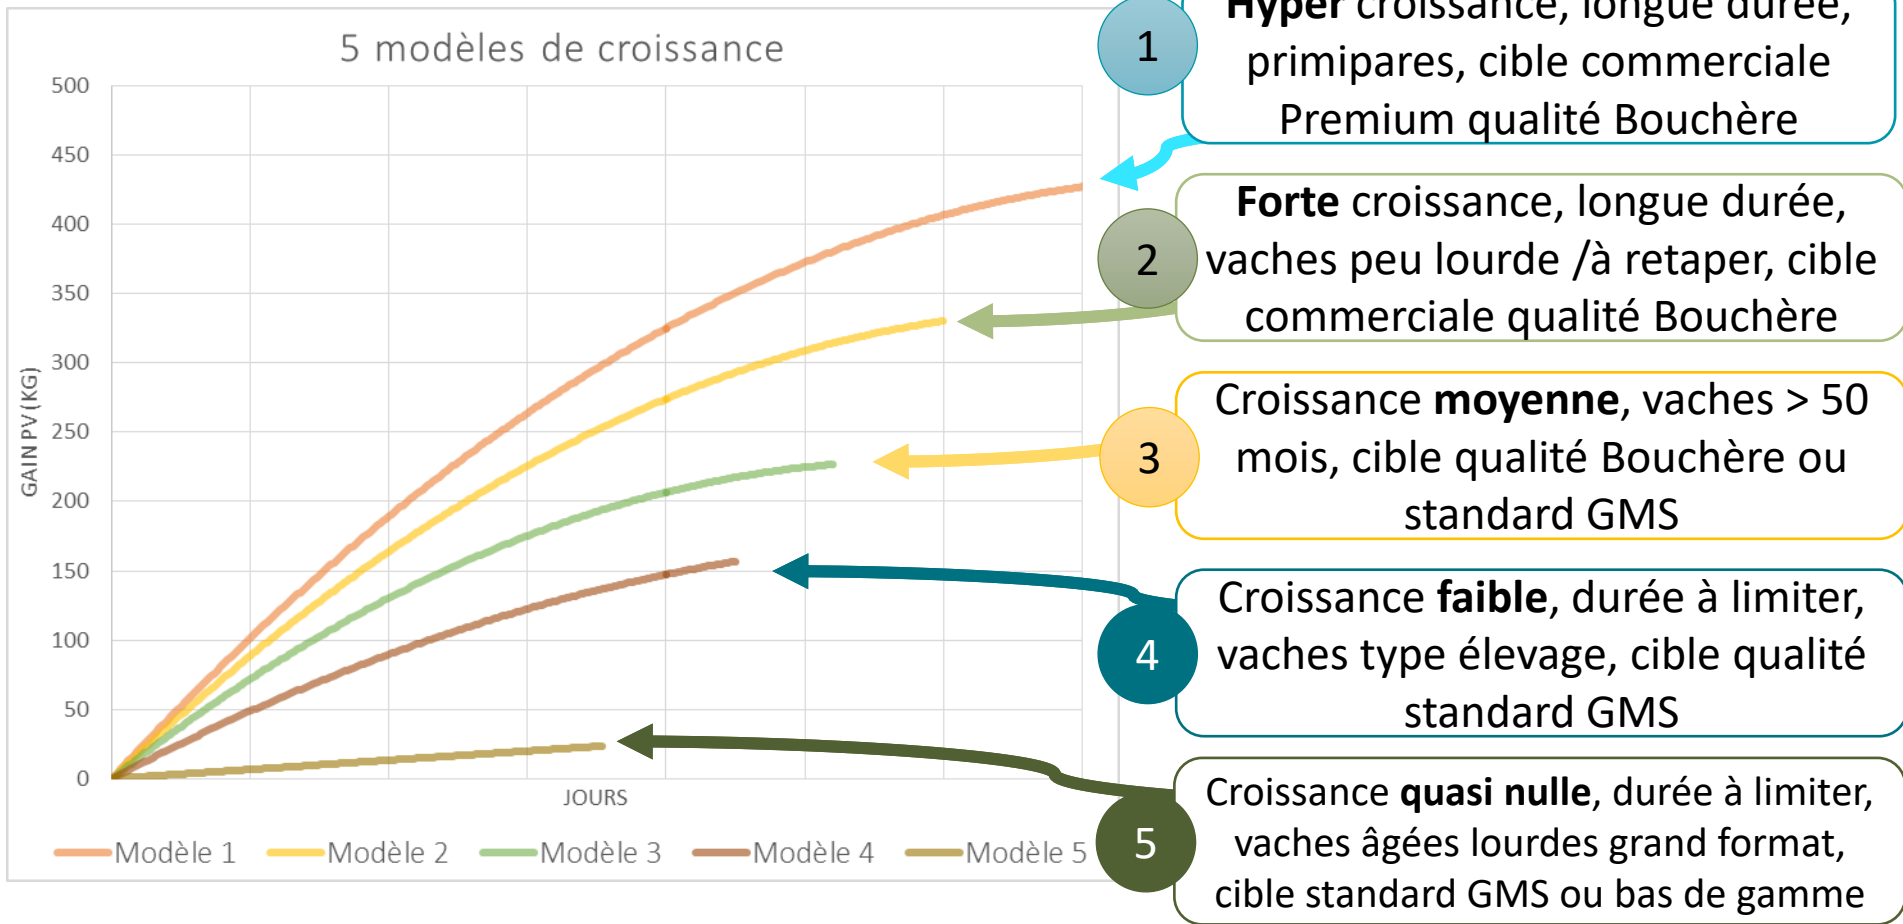 5 modèles de croissance
500
450
400
350
300
250
200
150
100
50
0
GAIN PV (KG)
JOURS
Modèle 1
Modèle 2
Modèle 3
Modèle 4
Modèle 5
1
Hyper croissance, longue durée,
primipares, cible commerciale
Premium qualité Bouchère
2
Forte croissance, longue durée,
vaches peu lourde /à retaper, cible
commerciale qualité Bouchère
3
Croissance moyenne, vaches > 50
mois, cible qualité Bouchère ou
standard GMS
4
Croissance faible, durée à limiter,
vaches type élevage, cible qualité
standard GMS
5
Croissance quasi nulle, durée à limiter,
vaches âgées lourdes grand format,
cible standard GMS ou bas de gamme